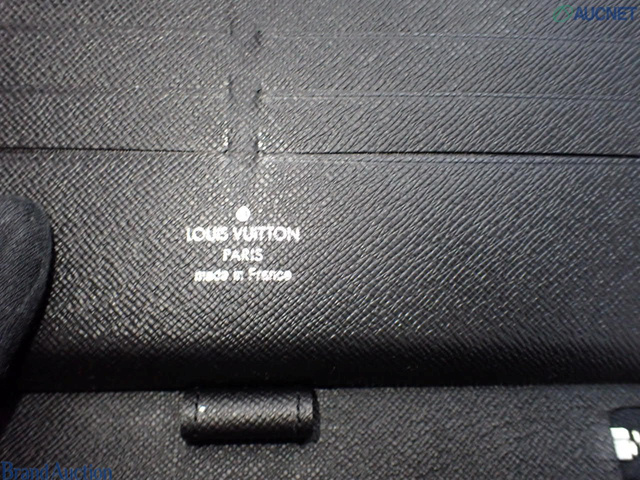 AUCNET
® LOUIS VUITTON
PARIS
made in France
Brand Auction